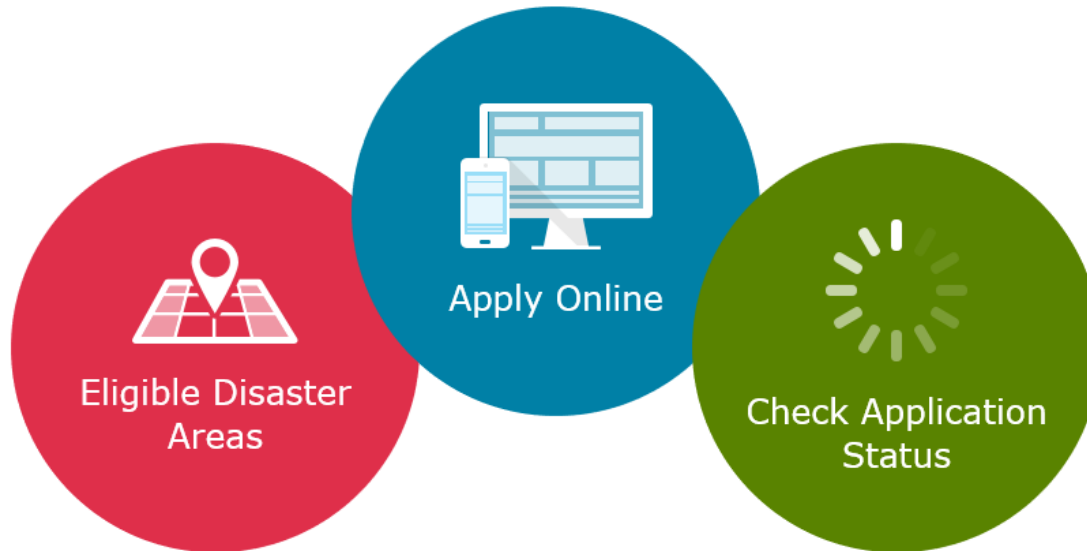 Eligible Disaster
Areas
Apply Online
Check Application
Status